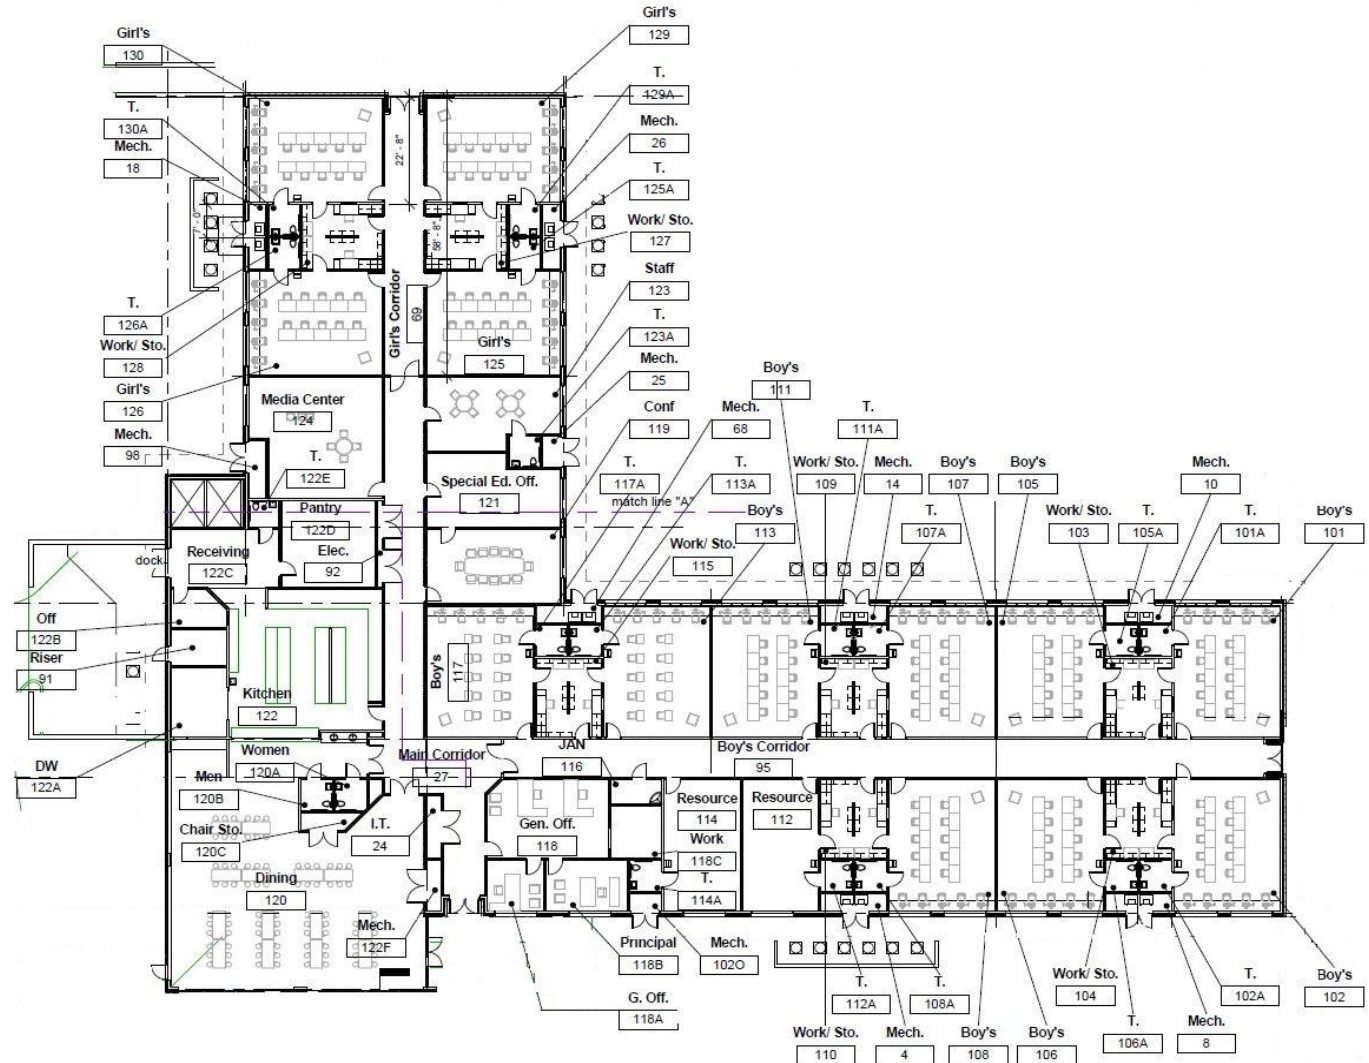 Girl's
129
Girl's
130
T.
129A
T.
130A
Mech.
26
Mech.
18
T.
125A
22' - 8"
7' - 0"
58' - 8"
Work/ Sto.
127
Staff
123
T.
126A
Girl's Corridor
69
T.
123A
Work/ Sto.
128
Girl's
125
Mech.
25
Boy's
111
Girl's
126
Media Center
124
Conf
119
Mech.
68
T.
111A
Mech.
98
T.
122E
Special Ed. Off.
121
T.
117A
T.
113A
Work/ Sto.
109
Mech.
14
Boy's
107
Boy's
105
Mech.
10
match line "A"
Pantry
122D
Boy's
113
T.
107A
Work/ Sto.
103
T.
105A
T.
101A
Boy's
101
dock
Receiving
122C
Elec.
92
Work/ Sto.
115
Off
122B
Riser
91
Boy's
117
Kitchen
122
DW
122A
Women
120A
Main Corridor
27
JAN
116
Boy's Corridor
95
Men
120B
Chair Sto.
120C
I.T.
24
Gen. Off.
118
Resource
114
Resource
112
Work
118C
Dining
120
T.
114A
Mech.
122F
Principal
118B
Mech.
102O
G. Off.
118A
T.
112A
T.
108A
Work/ Sto.
104
T.
102A
Boy's
102
Work/ Sto.
110
Mech.
4
Boy's
108
Boy's
106
T.
106A
Mech.
8